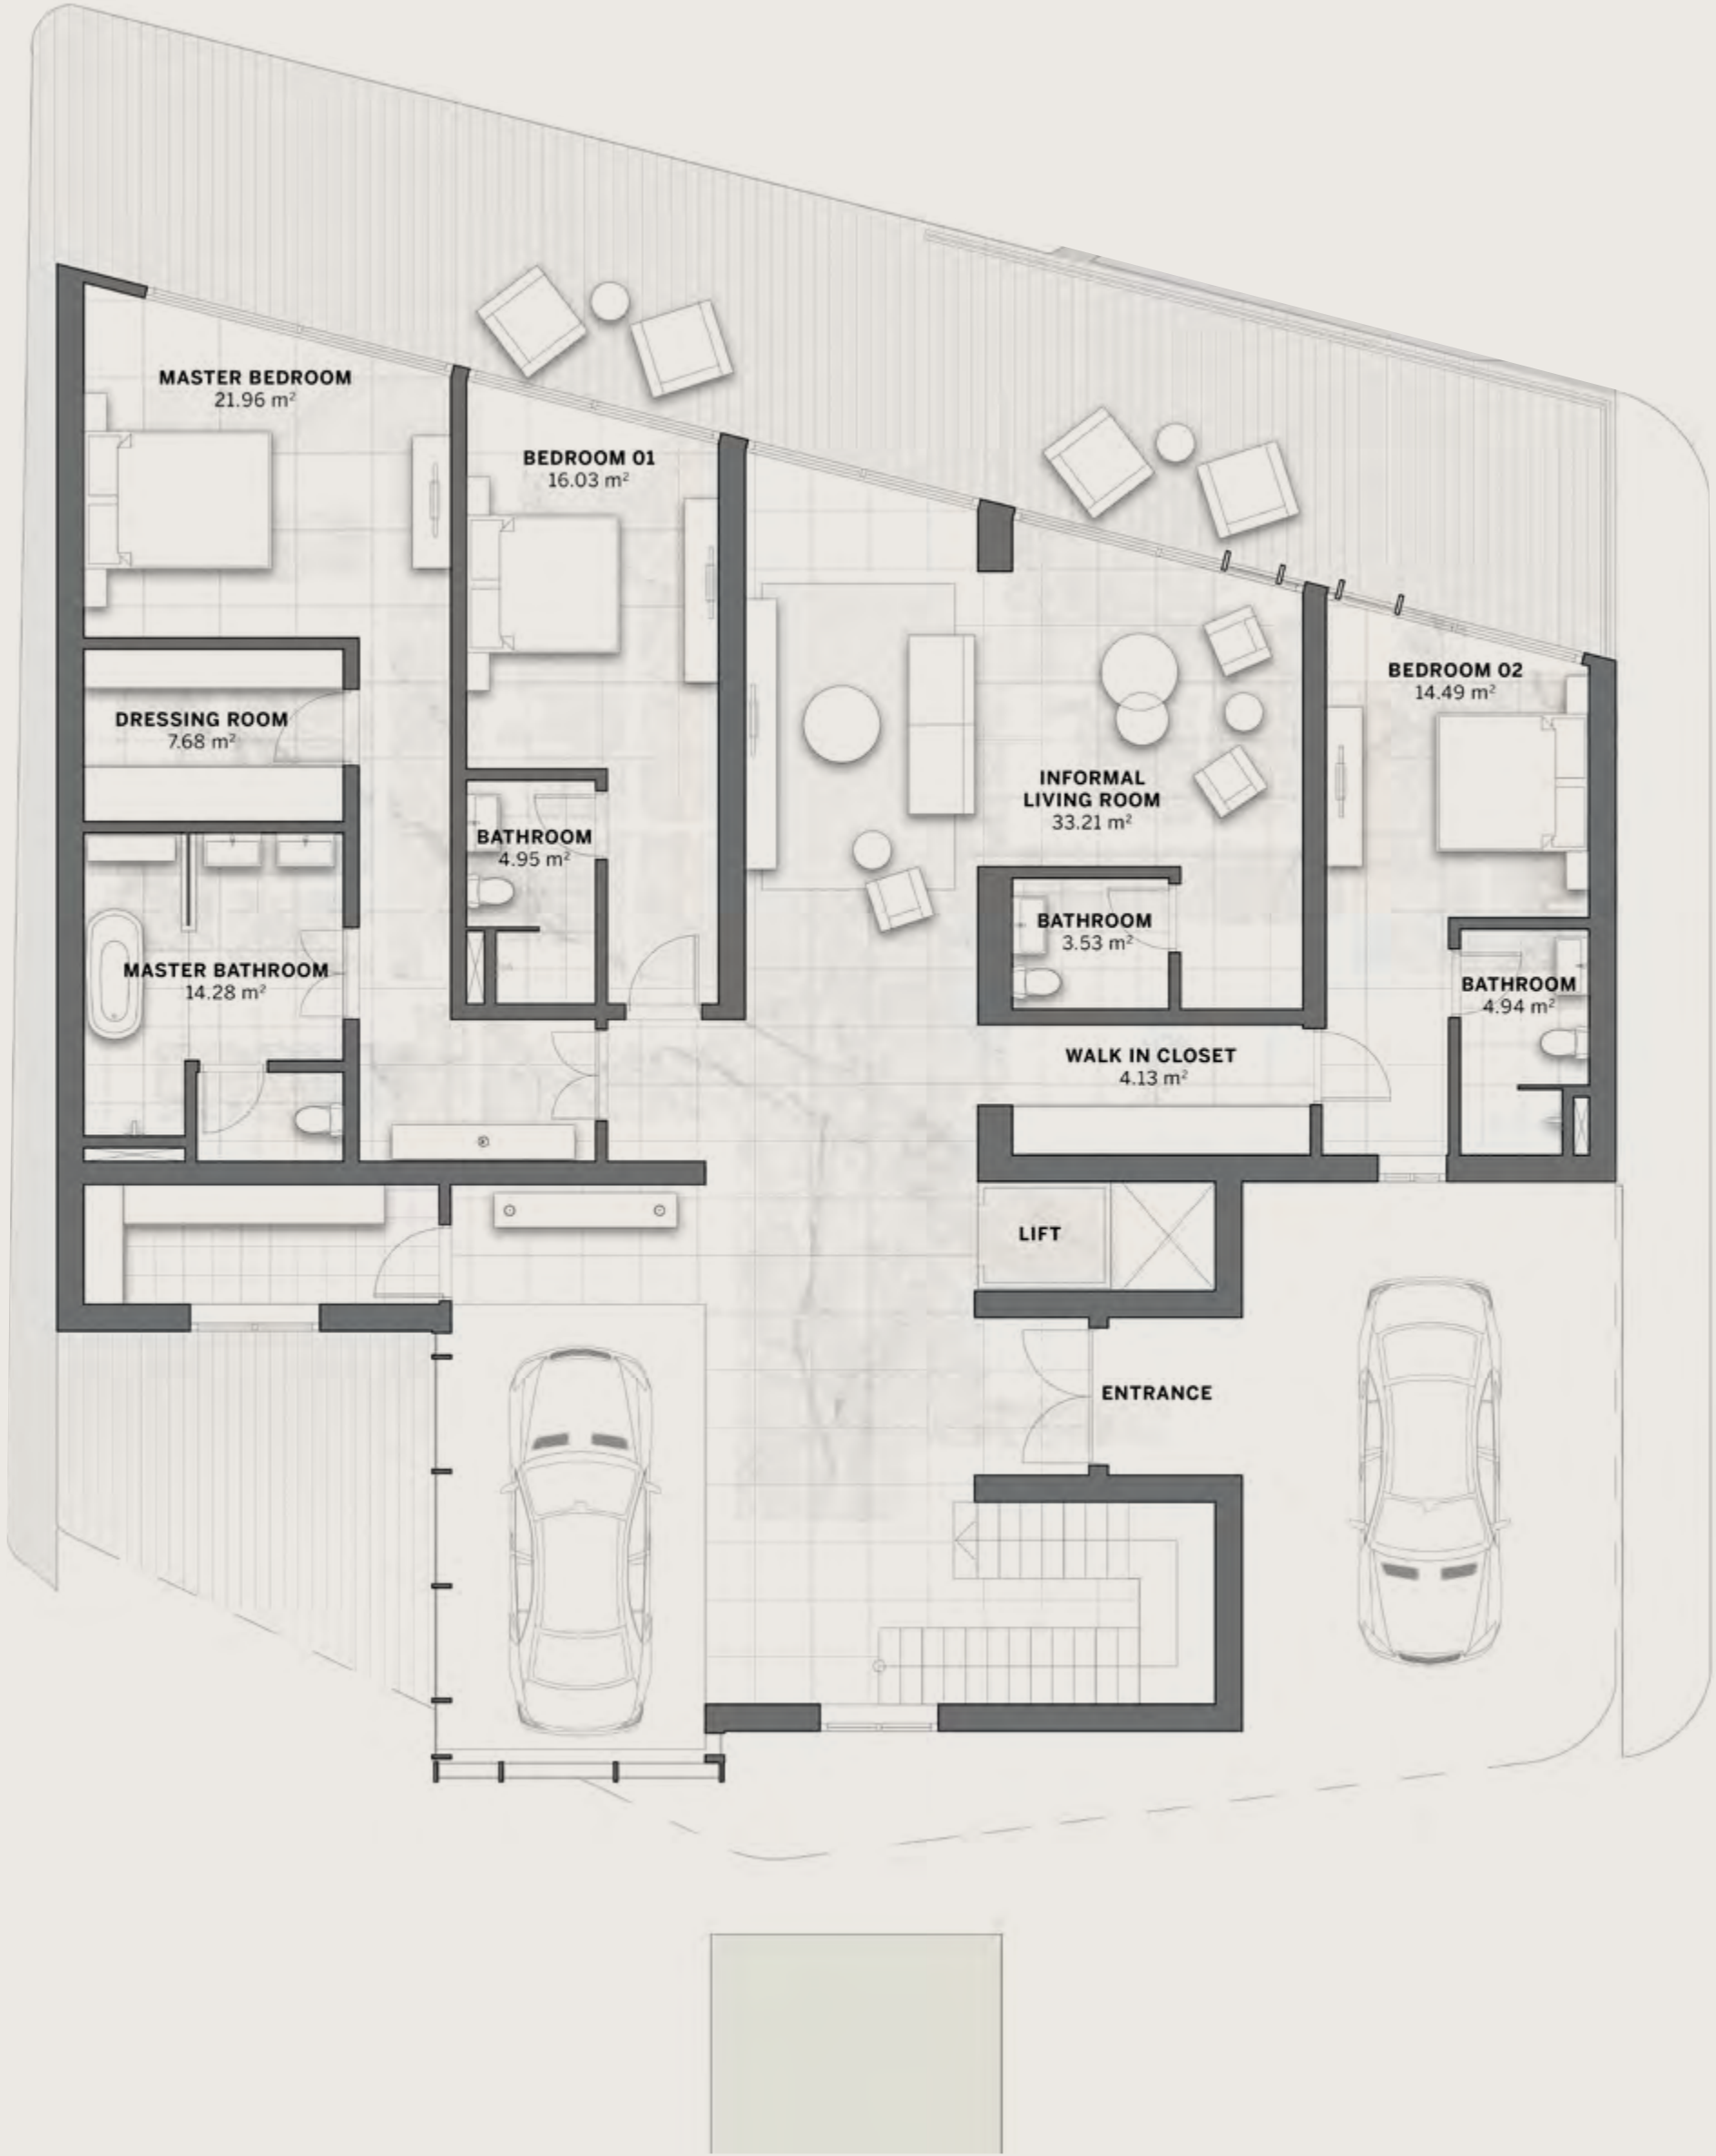 MASTER BEDROOM
21.96 m²
BEDROOM 01
16.03 m²
BEDROOM 02
14.49 m²
DRESSING ROOM
7.68 m²
INFORMAL
LIVING ROOM
33.21 m²
BATHROOM
4.95 m²
BATHROOM
3.53 m²
MASTER BATHROOM
14.28 m²
BATHROOM
4.94 m²
WALK IN CLOSET
4.13 m²
LIFT
ENTRANCE